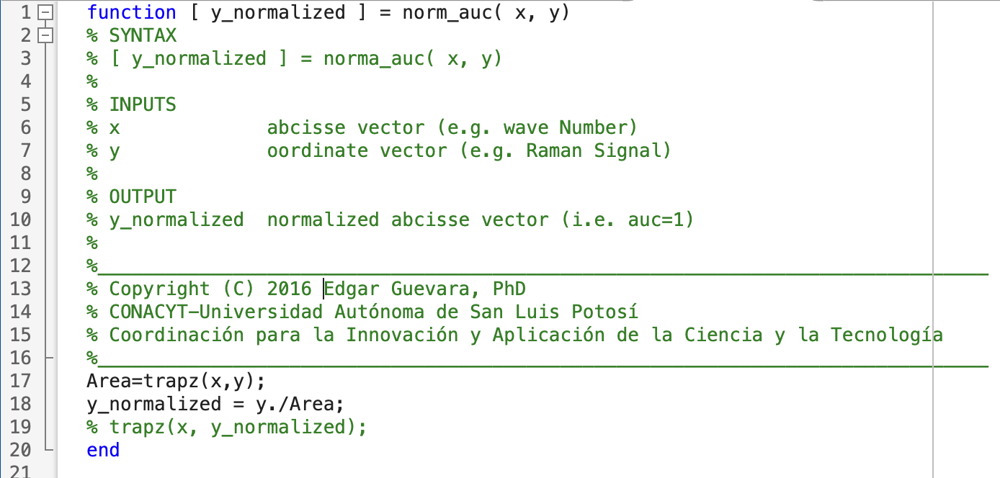 1 function [ y_normalized ] = norm_auc( x, y)
2 % SYNTAX
3 % [ y_normalized ] = norma_auc( x, y)
4 %
5 % INPUTS
6 % x abcisse vector (e.g. wave Number)
7 % y oordinate vector (e.g. Raman Signal)
8 %
9 % OUTPUT
10 % y_normalized normalized abcisse vector (i.e. auc=1)
11 %
12 %_______________________________________________________________________________
13 % Copyright (C) 2016 Edgar Guevara, PhD
14 % CONACYT-Universidad Autónoma de San Luis Potosí
15 % Coordinación para la Innovación y Aplicación de la Ciencia y la Tecnología
16 %_______________________________________________________________________________
17 Area=trapz(x,y);
18 y_normalized = y./Area;
19 % trapz(x, y_normalized);
20 end
21